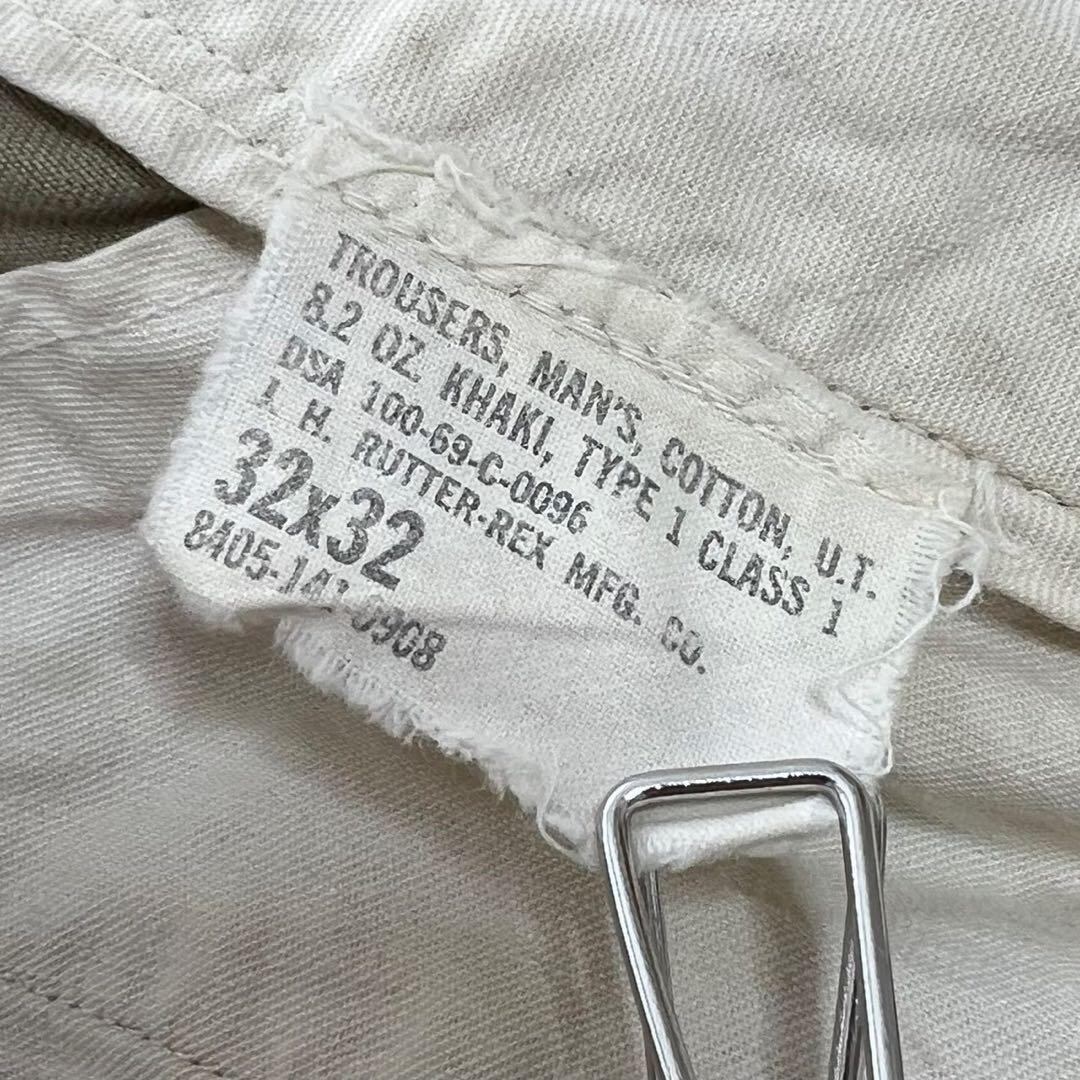 TROUSERS, MAN'S, COTTON, U.T.
8.2 OZ. KHAKI, TYPE 1 CLASS 1
DSA 100-69-C-0096
J. H. RUTTER-REX MFG. CO.
32x32